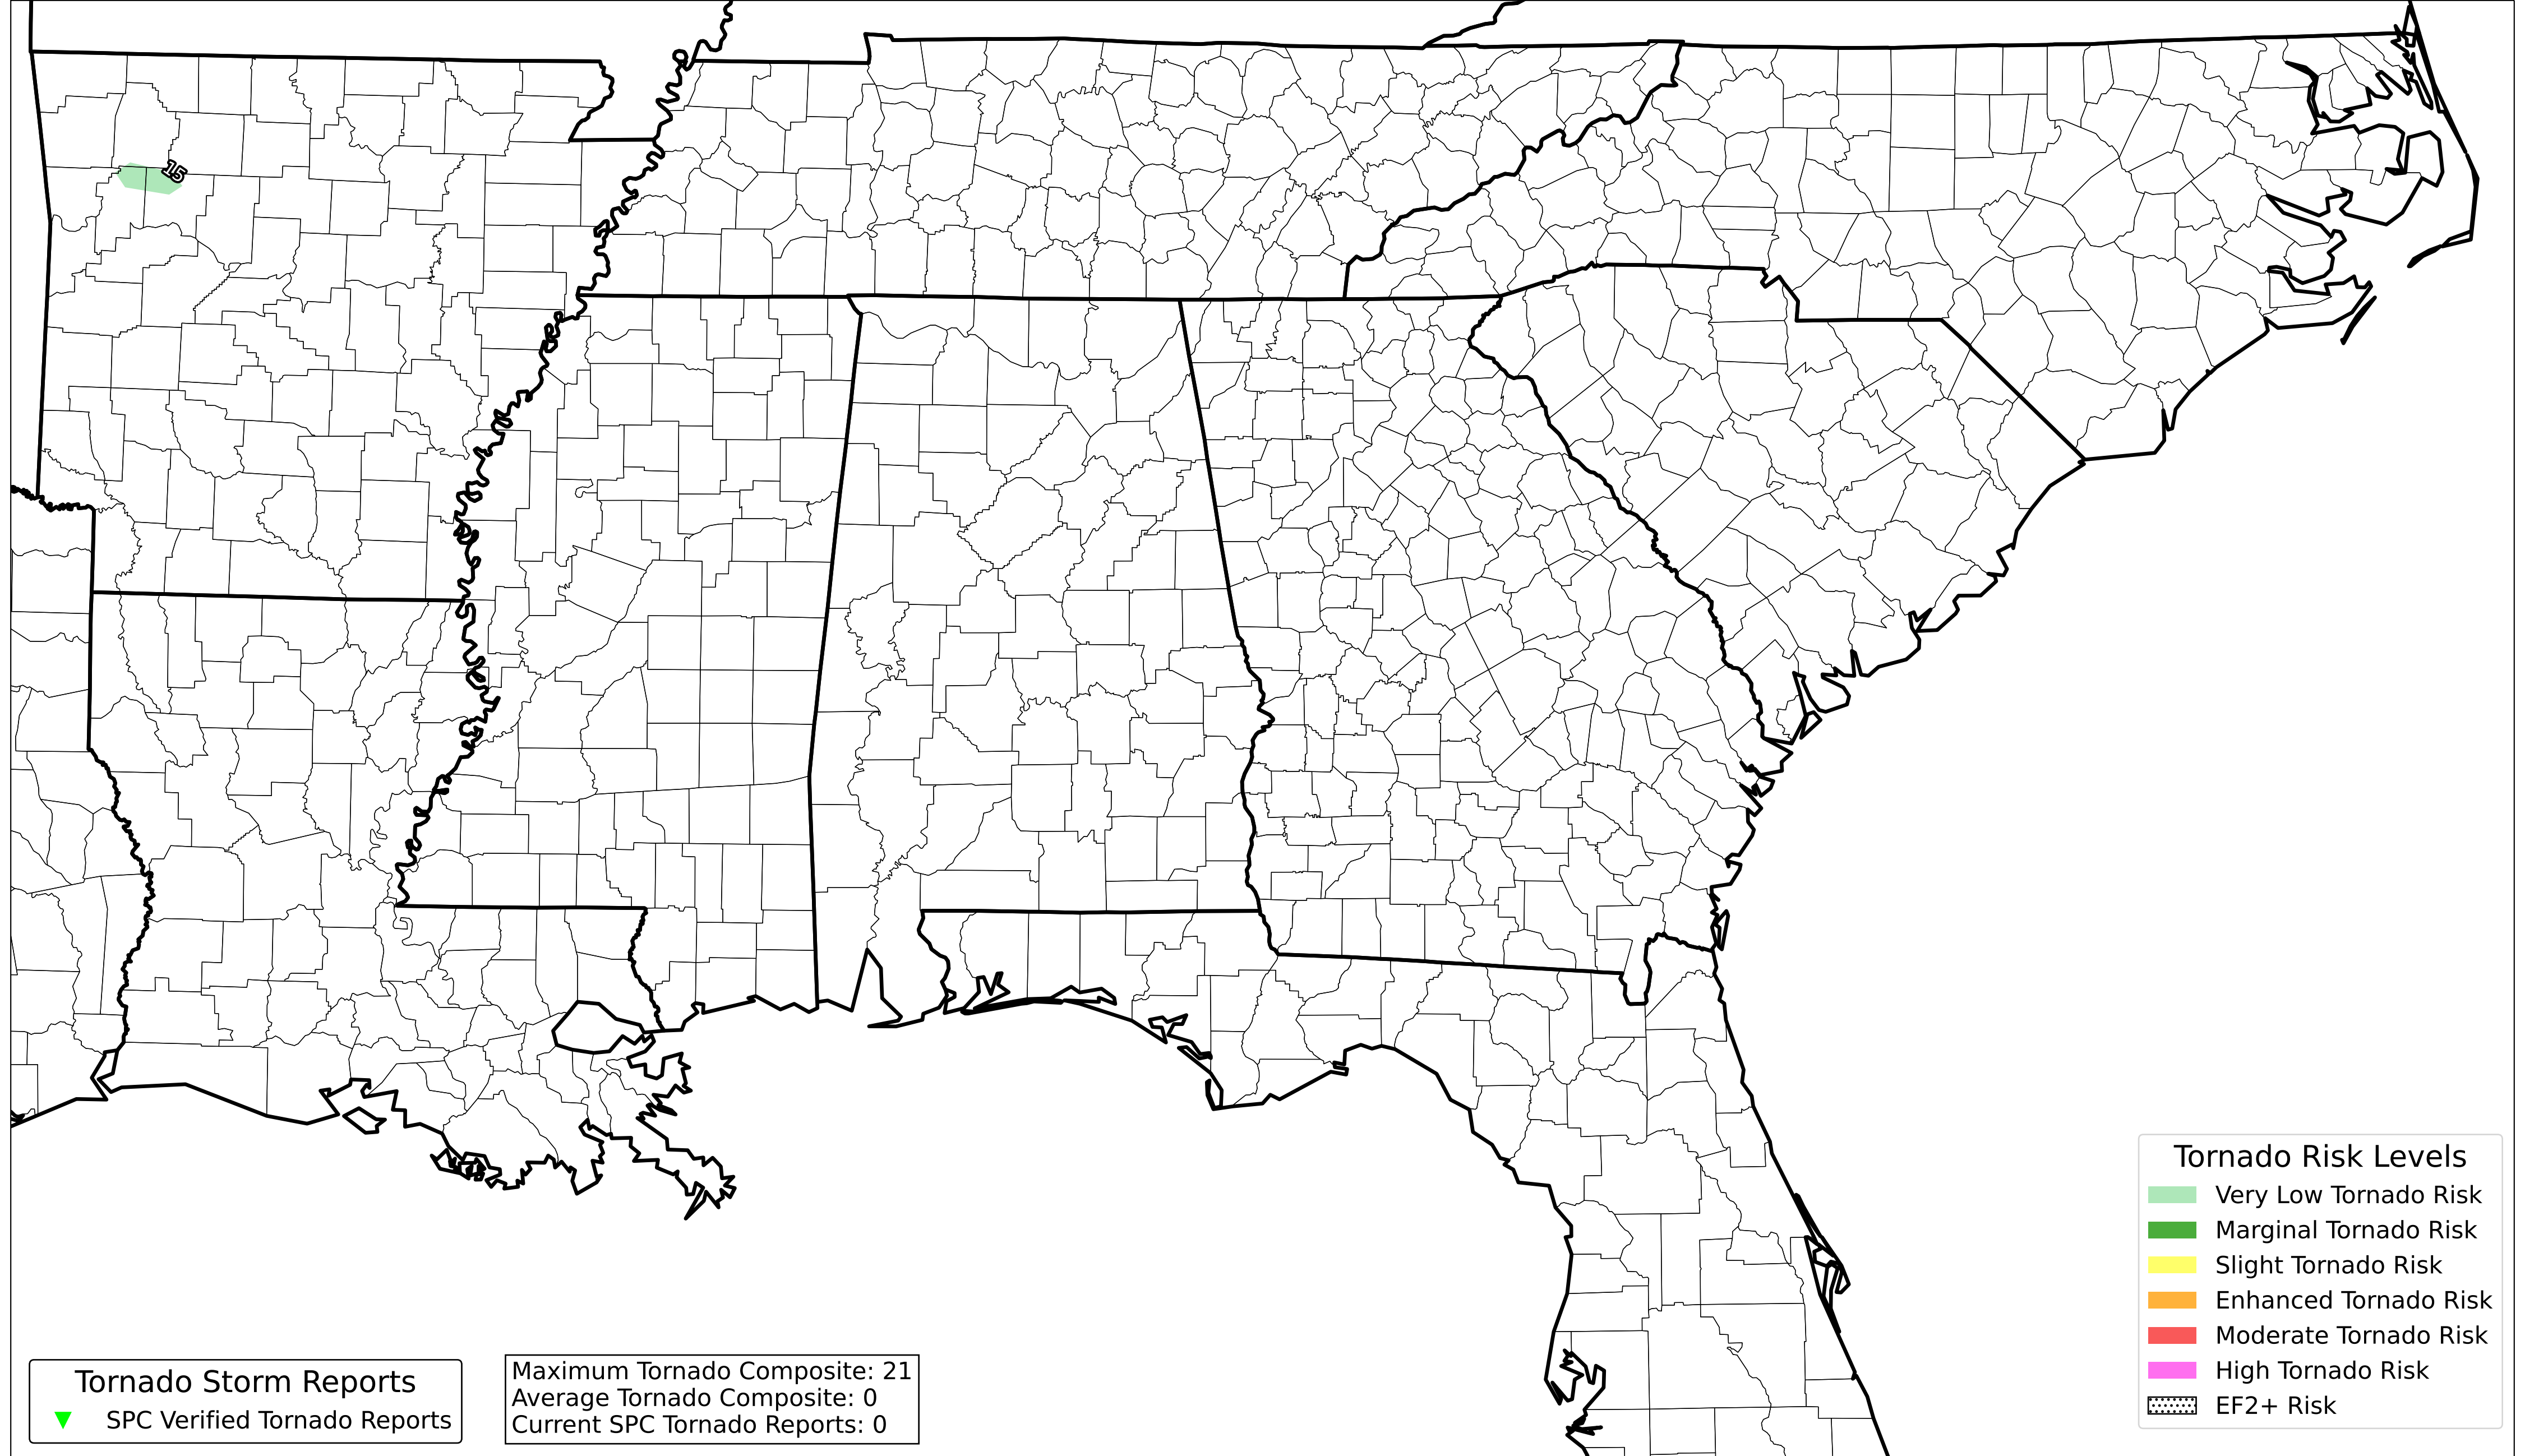 15
Tornado Risk Levels
Very Low Tornado Risk
Marginal Tornado Risk
Slight Tornado Risk
Enhanced Tornado Risk
Moderate Tornado Risk
High Tornado Risk
EF2+ Risk
Tornado Storm Reports
SPC Verified Tornado Reports
Maximum Tornado Composite: 21
Average Tornado Composite: 0
Current SPC Tornado Reports: 0